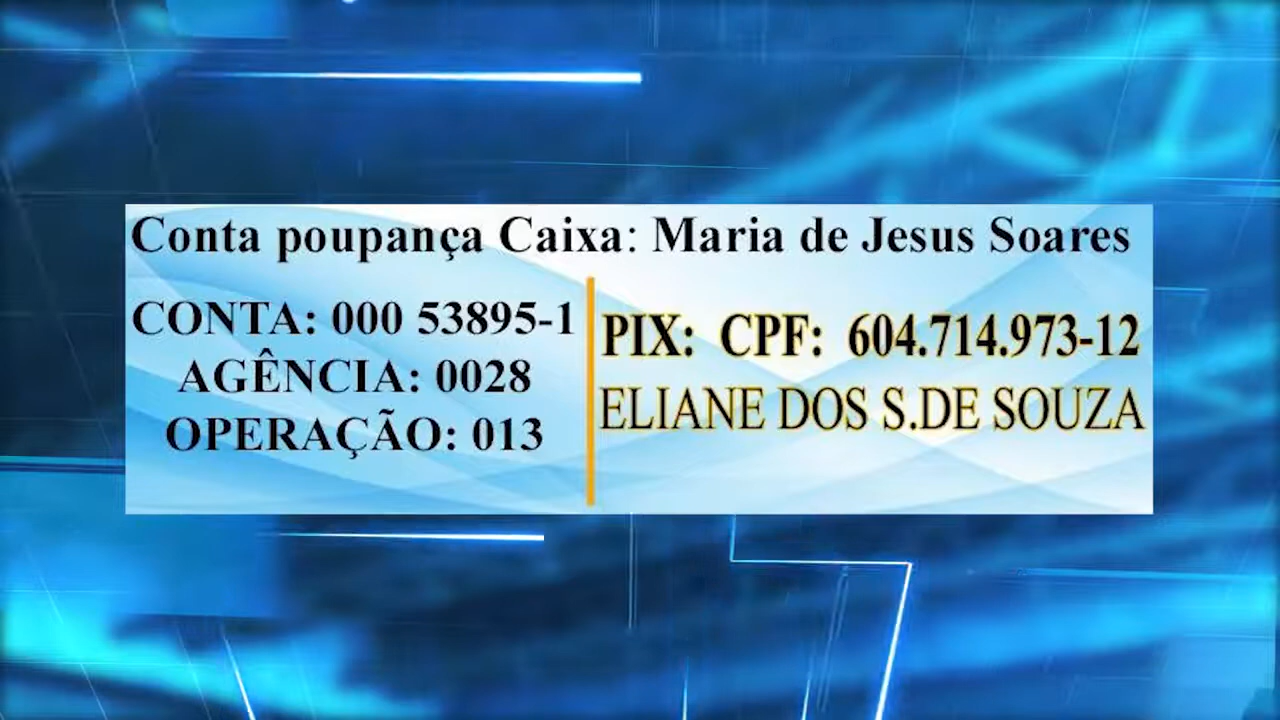 Conta poupança Caixa: Maria de Jesus Soares
CONTA: 000 53895-1
AGÊNCIA: 0028
OPERAÇÃO: 013
PIX: CPF: 604.714.973-12
ELIANE DOS S.DE SOUZA